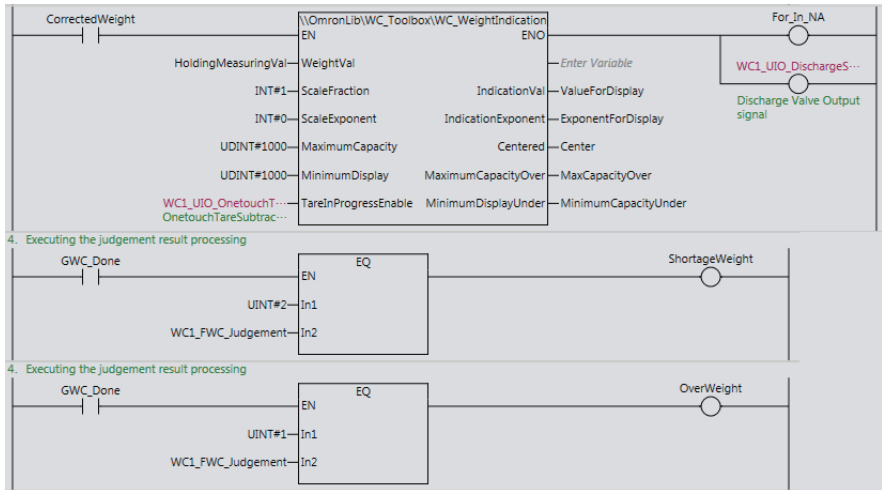 CorrectedWeight
\\OmronLib\WC_Toolbox\WC_WeightIndication
For_In_NA
EN ENO
HoldingMeasuringVal WeightVal Enter Variable
WC1_UIO_DischargeS···
INT#1 ScaleFraction IndicationVal ValueForDisplay
Discharge Valve Output
signal
INT#0 ScaleExponent IndicationExponent ExponentForDisplay
UDINT#1000 MaximumCapacity Centered Center
UDINT#1000 MinimumDisplay MaximumCapacityOver MaxCapacityOver
WC1_UIO_OnetouchT··· TareInProgressEnable MinimumDisplayUnder MinimumCapacityUnder
OnetouchTareSubtrac···
4. Executing the judgement result processing
GWC_Done EQ ShortageWeight
EN
UINT#2 In1
WC1_FWC_Judgement In2
4. Executing the judgement result processing
GWC_Done EQ OverWeight
EN
UINT#1 In1
WC1_FWC_Judgement In2